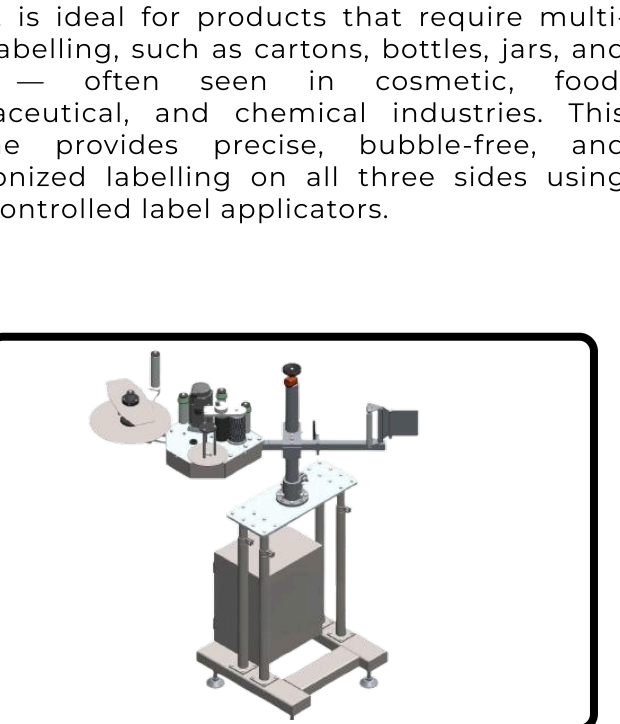 is ideal for products that require multi-
abelling, such as cartons, bottles, jars, and
— often seen in cosmetic, food
aceutical, and chemical industries. This
e provides precise, bubble-free, and
onized labelling on all three sides using
ontrolled label applicators.